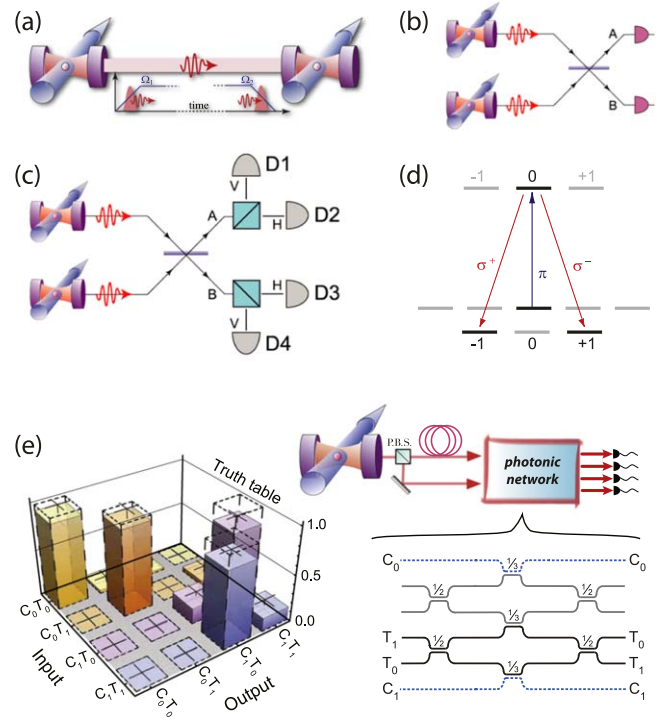 (a)
Ω₁
Ω₂
time
(b)
A
B
(c)
D1
V
A
H
D2
B
H
D3
V
D4
(d)
-1
0
+1
σ⁺
π
σ⁻
-1
0
+1
(e)
Truth table
1.0
0.5
0.0
C₀T₀
C₀T₁
C₁T₀
C₁T₁
Input
C₀T₀
C₀T₁
C₁T₀
C₁T₁
Output
P.B.S.
photonic
network
C₀
1/3
C₀
1/2
1/2
1/3
T₁
1/2
1/2
T₁
T₀
T₀
1/3
C₁
C₁